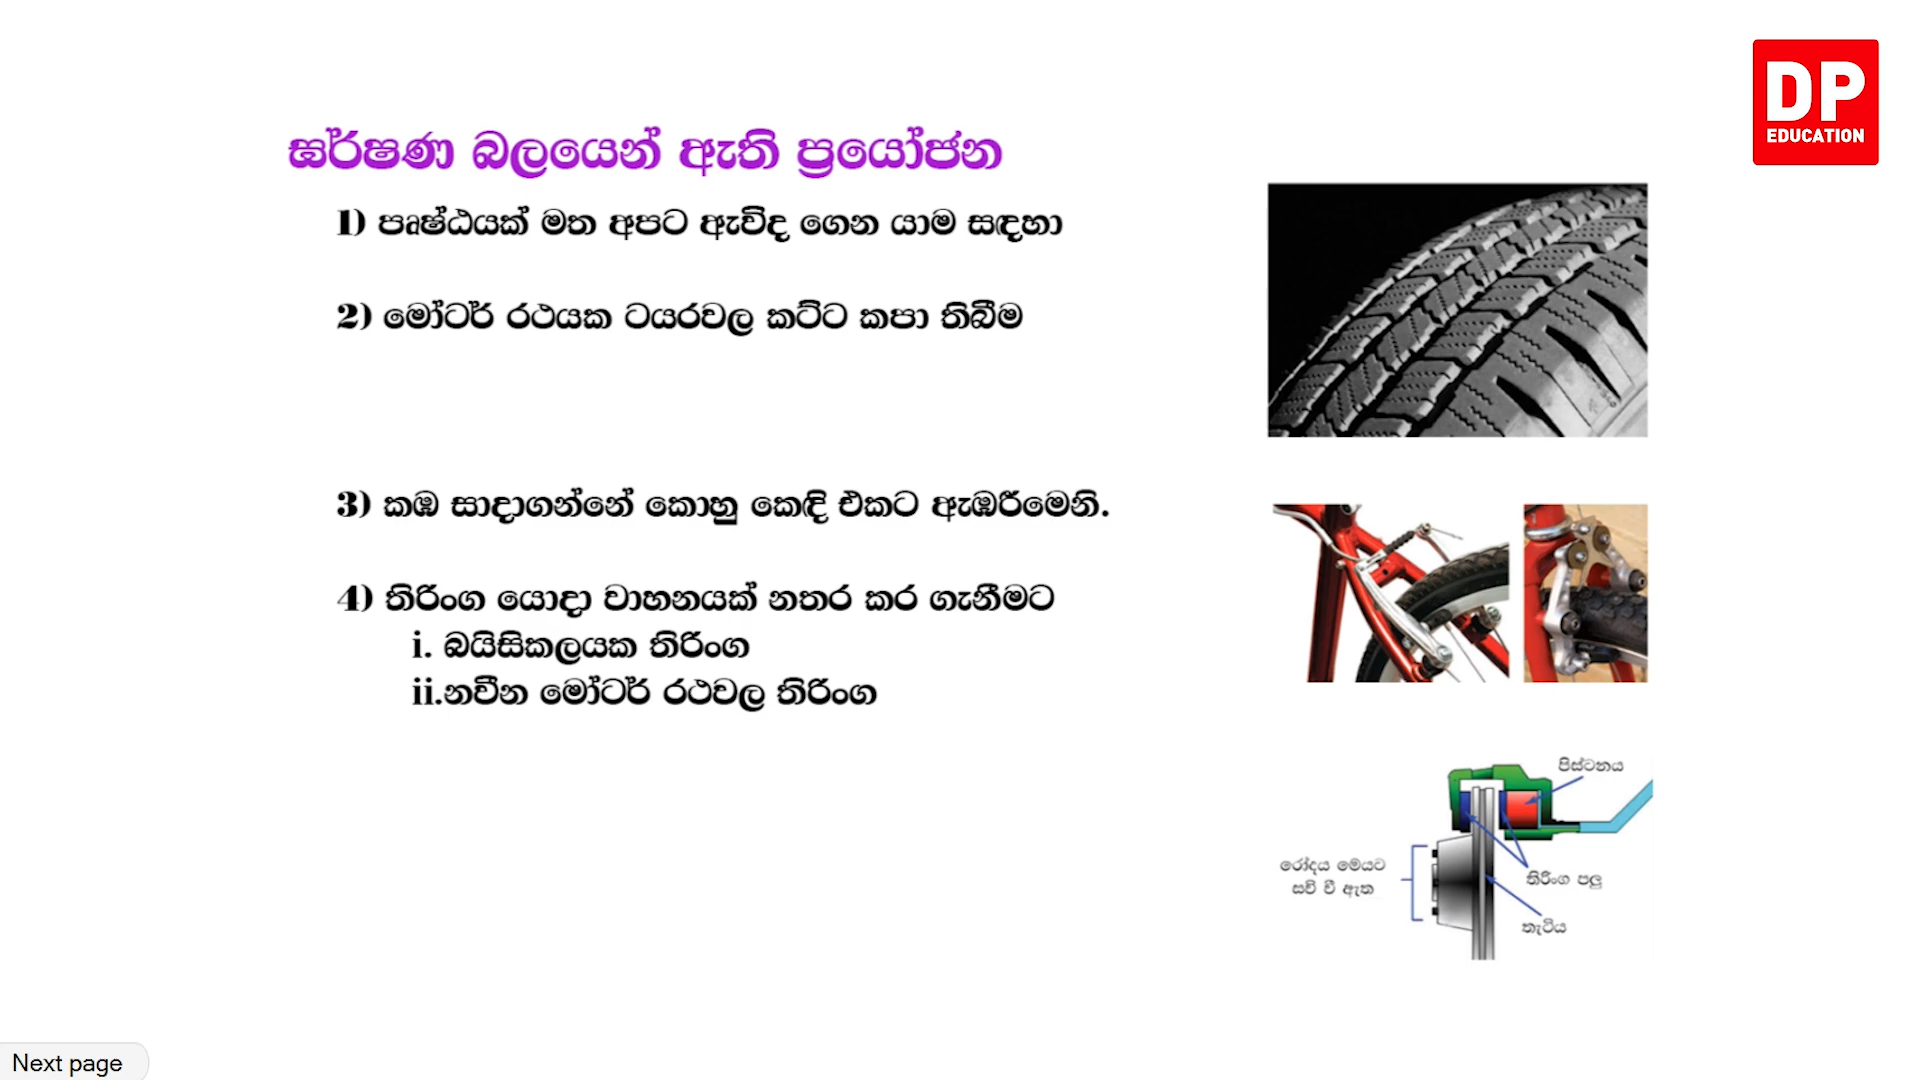 DP
EDUCATION
ඝර්ෂණ බලයෙන් ඇති ප්‍රයෝජන
1) පෘෂ්ඨයක් මත අපට ඇවිද ගෙන යාම සඳහා
2) මෝටර් රථයක ටයරවල කට්ට කපා තිබීම
3) කඹ සාදාගන්නේ කොහු කෙඳි එකට ඇඹරීමෙනි.
4) තිරිංග යොදා වාහනයක් නතර කර ගැනීමට
i. බයිසිකලයක තිරිංග
ii.නවීන මෝටර් රථවල තිරිංග
පිස්ටනය
රෝදය මෙයට
සවි වී ඇත
තිරිංග පලු
තැටිය
Next page